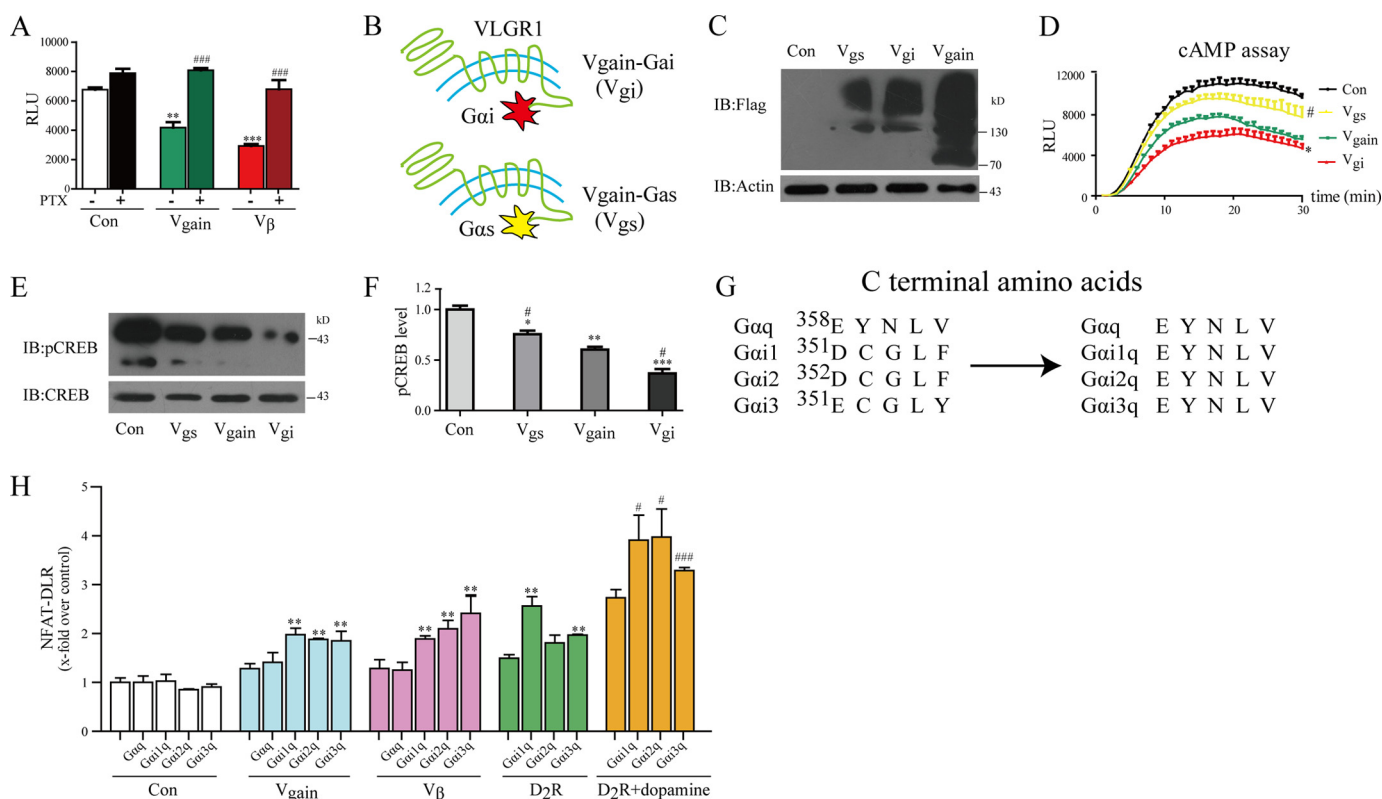 A
RLU
10000
8000
6000
4000
2000
0
** ### *** ###
PTX - + - + - +
Con Vgain Vβ
B
VLGR1
Gαi
Vgain-Gai
(Vgi)
Gαs
Vgain-Gas
(Vgs)
C
Con Vgs Vgi Vgain
IB:Flag
kD
130
70
IB:Actin
43
D
cAMP assay
RLU
12000
8000
4000
0
10 20 30
time (min)
Con
Vgs
Vgain
Vgi
#
*
E
IB:pCREB
kD
43
IB:CREB
43
Con Vgs Vgain Vgi
F
pCREB level
1.2
1.0
0.5
0.0
#
*
**
#
***
Con Vgs Vgain Vgi
G
C terminal amino acids
Gαq 358E Y N L V
Gαi1 351D C G L F
Gαi2 352D C G L F
Gαi3 351E C G L Y
Gαq E Y N L V
Gαi1q E Y N L V
Gαi2q E Y N L V
Gαi3q E Y N L V
H
NFAT-DLR
(x-fold over control)
5
4
3
2
1
0
** ** ** ** ** ** ** ** # # ###
Gαq Gαi1q Gαi2q Gαi3q
Gαq Gαi1q Gαi2q Gαi3q
Gαq Gαi1q Gαi2q Gαi3q
Gαi1q Gαi2q Gαi3q
Gαi1q Gαi2q Gαi3q
Con Vgain Vβ D2R D2R+dopamine